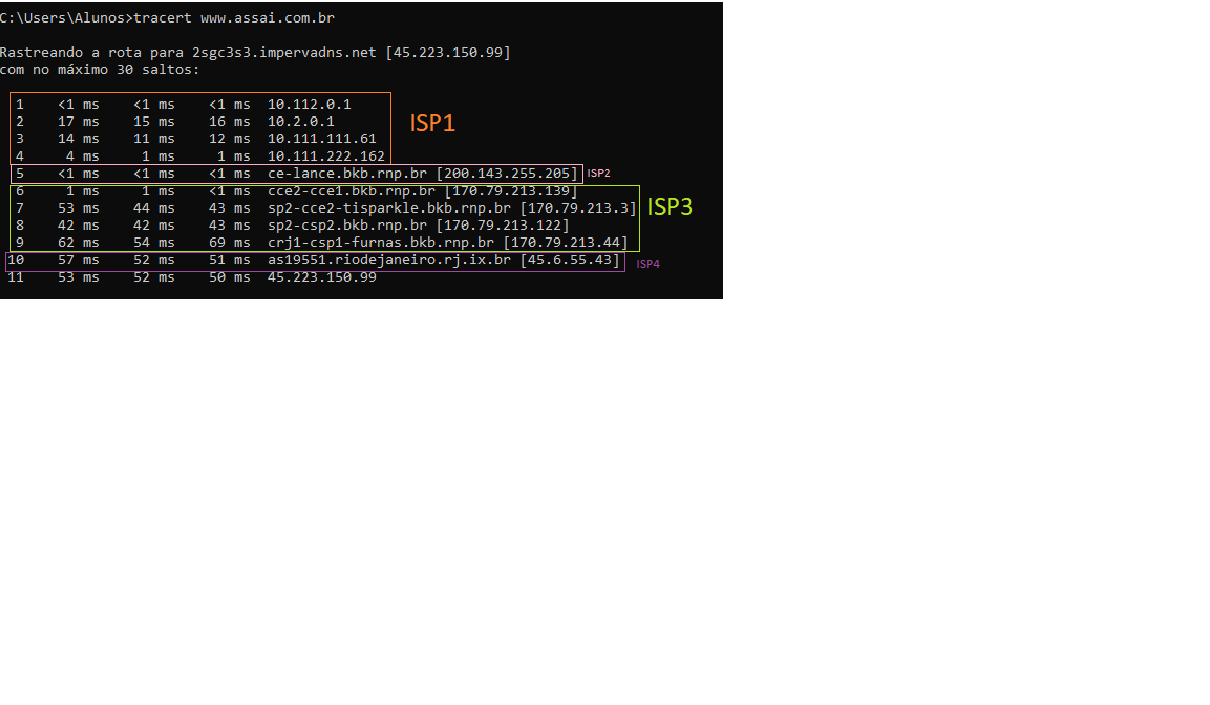 C:\Users\Alunos>tracert www.assai.com.br
Rastreando a rota para 2sgc3s3.impervadns.net [45.223.150.99]
com no máximo 30 saltos:
1 <1 ms <1 ms <1 ms 10.112.0.1
2 17 ms 15 ms 16 ms 10.2.0.1 ISP1
3 14 ms 11 ms 12 ms 10.111.111.61
4 4 ms 1 ms 1 ms 10.111.222.162
5 <1 ms <1 ms <1 ms ce-lance.bkb.rnp.br [200.143.255.205] ISP2
6 1 ms 1 ms <1 ms cce2-cce1.bkb.rnp.br [170.79.213.139]
7 53 ms 44 ms 43 ms sp2-cce2-tisparkle.bkb.rnp.br [170.79.213.3] ISP3
8 42 ms 42 ms 43 ms sp2-csp2.bkb.rnp.br [170.79.213.122]
9 62 ms 54 ms 69 ms crj1-csp1-furnas.bkb.rnp.br [170.79.213.44]
10 57 ms 52 ms 51 ms as19551.riodejaneiro.rj.ix.br [45.6.55.43] ISP4
11 53 ms 52 ms 50 ms 45.223.150.99